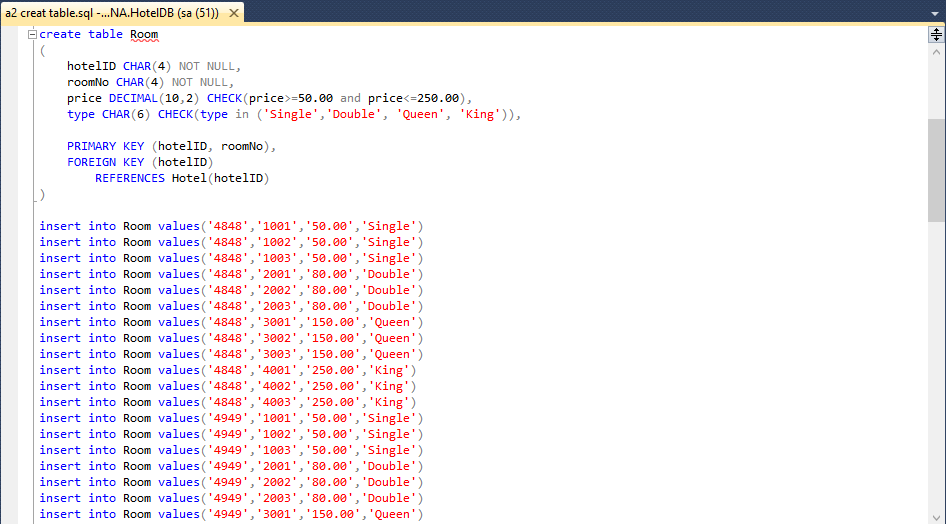 a2 creat table.sql -...NA.HotelDB (sa (51))
create table Room
(
hotelID CHAR(4) NOT NULL,
roomNo CHAR(4) NOT NULL,
price DECIMAL(10,2) CHECK(price>=50.00 and price<=250.00),
type CHAR(6) CHECK(type in ('Single','Double', 'Queen', 'King')),
PRIMARY KEY (hotelID, roomNo),
FOREIGN KEY (hotelID)
REFERENCES Hotel(hotelID)
)
insert into Room values('4848','1001','50.00','Single')
insert into Room values('4848','1002','50.00','Single')
insert into Room values('4848','1003','50.00','Single')
insert into Room values('4848','2001','80.00','Double')
insert into Room values('4848','2002','80.00','Double')
insert into Room values('4848','2003','80.00','Double')
insert into Room values('4848','3001','150.00','Queen')
insert into Room values('4848','3002','150.00','Queen')
insert into Room values('4848','3003','150.00','Queen')
insert into Room values('4848','4001','250.00','King')
insert into Room values('4848','4002','250.00','King')
insert into Room values('4848','4003','250.00','King')
insert into Room values('4949','1001','50.00','Single')
insert into Room values('4949','1002','50.00','Single')
insert into Room values('4949','1003','50.00','Single')
insert into Room values('4949','2001','80.00','Double')
insert into Room values('4949','2002','80.00','Double')
insert into Room values('4949','2003','80.00','Double')
insert into Room values('4949','3001','150.00','Queen')